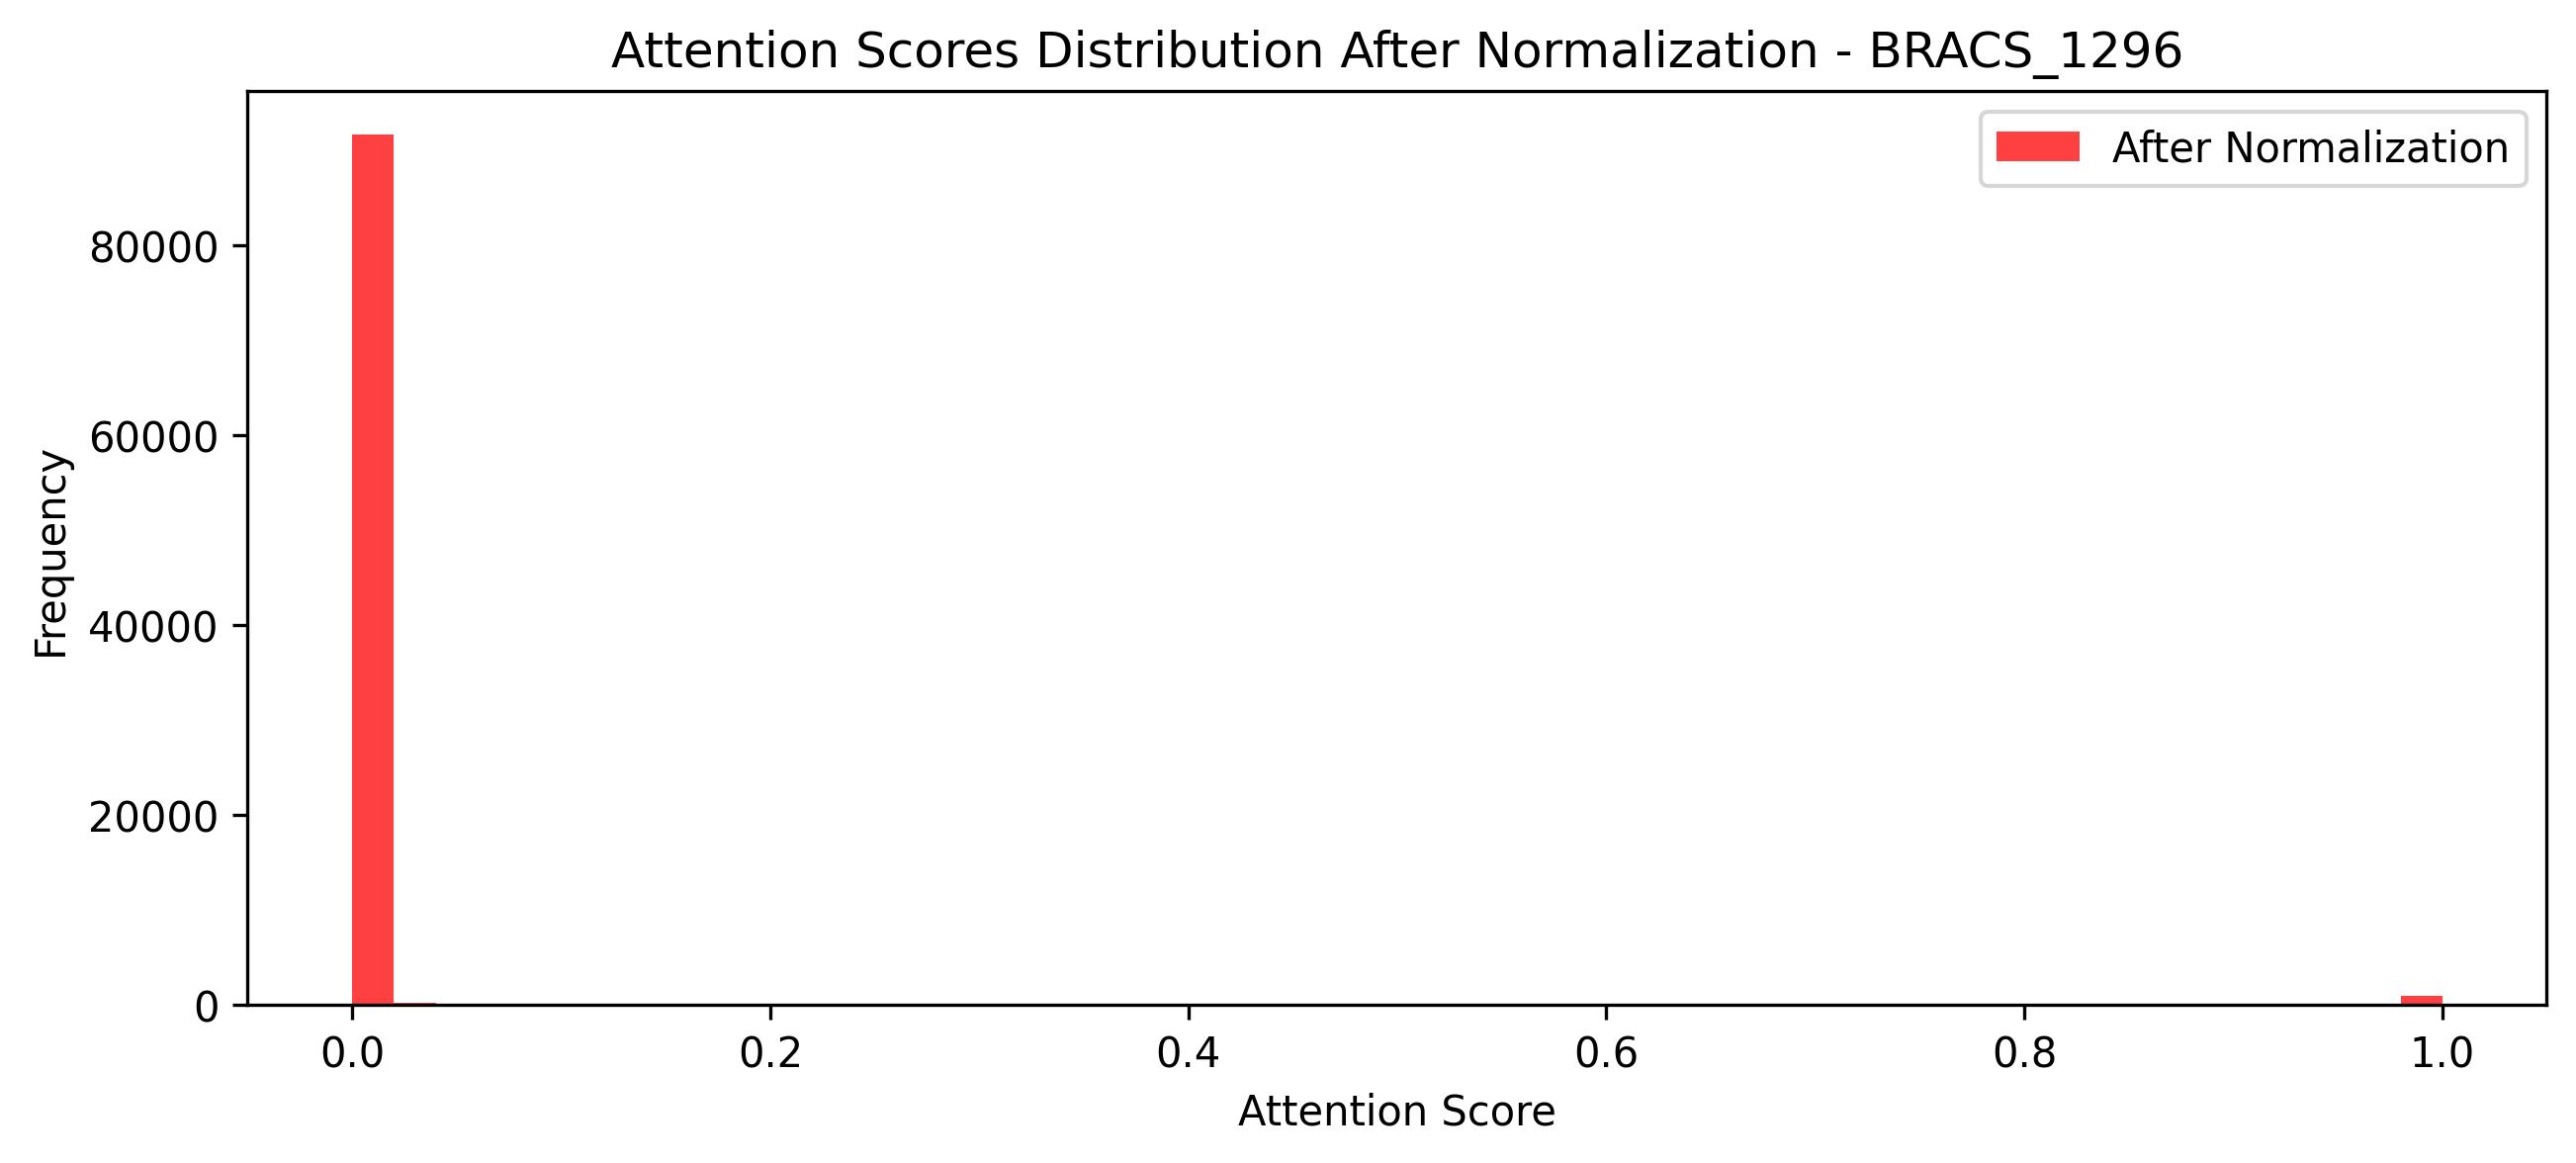 Attention Scores Distribution After Normalization - BRACS_1296
After Normalization
Frequency
80000
60000
40000
20000
0
0.0 0.2 0.4 0.6 0.8 1.0
Attention Score